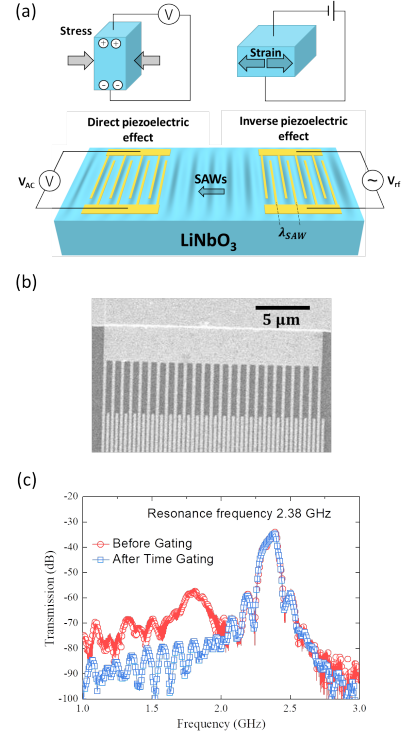 (a)
Stress
V
+ +
- -
Strain
Direct piezoelectric
effect
Inverse piezoelectric
effect
V_AC
V
SAWs
~
V_rf
λ_SAW
LiNbO₃
(b)
5 μm
(c)
Resonance frequency 2.38 GHz
Before Gating
After Time Gating
Transmission (dB)
-20
-30
-40
-50
-60
-70
-80
-90
-100
1.0 1.5 2.0 2.5 3.0
Frequency (GHz)